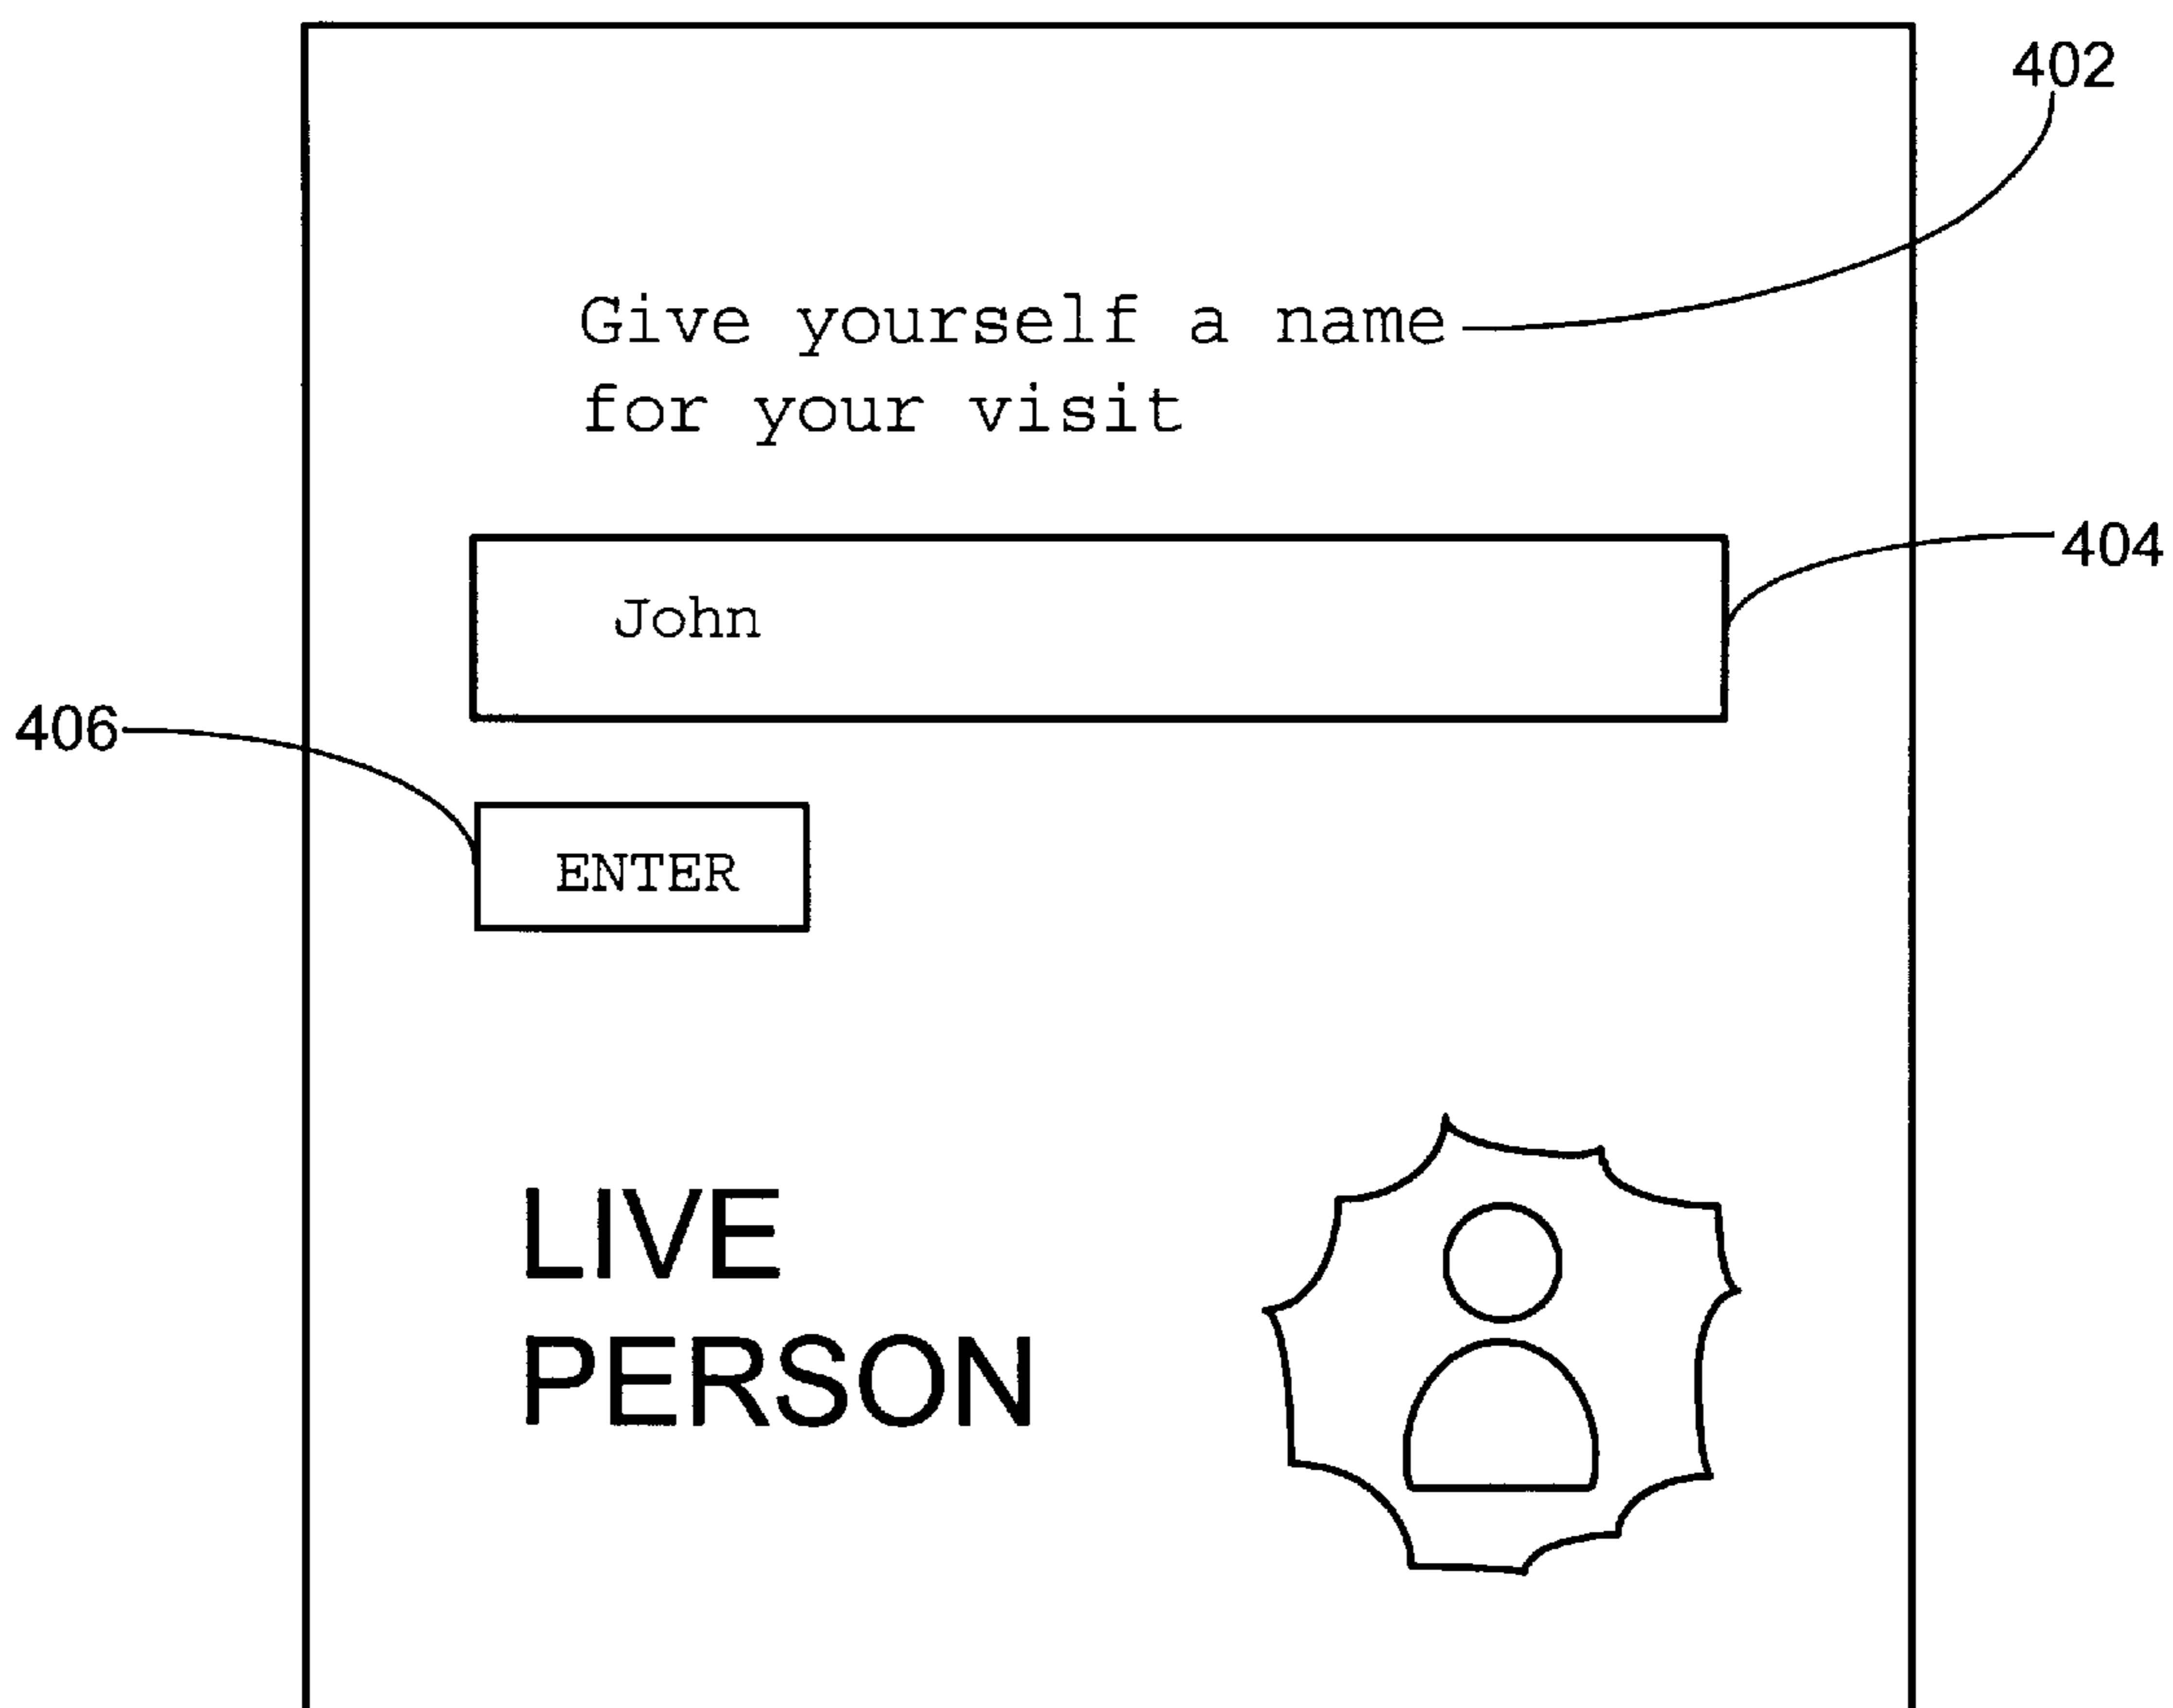 402
Give yourself a name
for your visit
404
John
406
ENTER
LIVE
PERSON